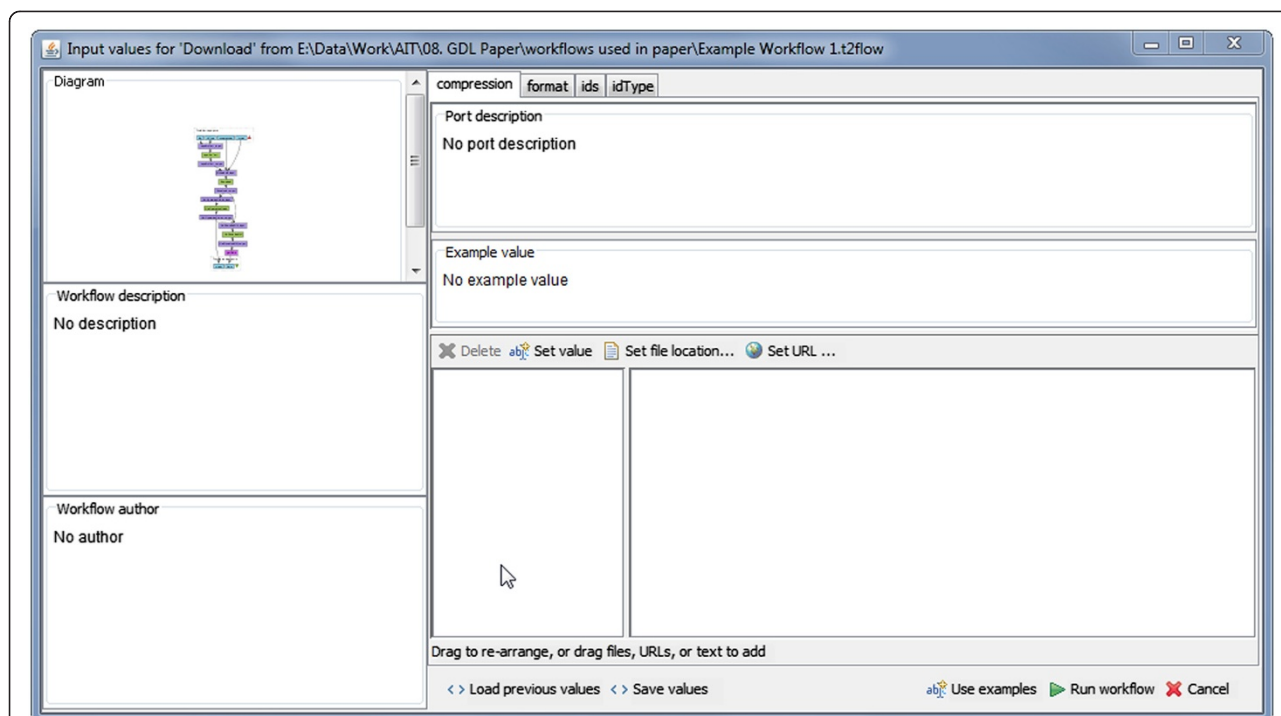 Input values for 'Download' from E:\Data\Work\AIT\08. GDL Paper\workflows used in paper\Example Workflow 1.t2flow
Diagram
Workflow description
No description
Workflow author
No author
compression format ids idType
Port description
No port description
Example value
No example value
Delete Set value Set file location... Set URL ...
Drag to re-arrange, or drag files, URLs, or text to add
Load previous values Save values Use examples Run workflow Cancel